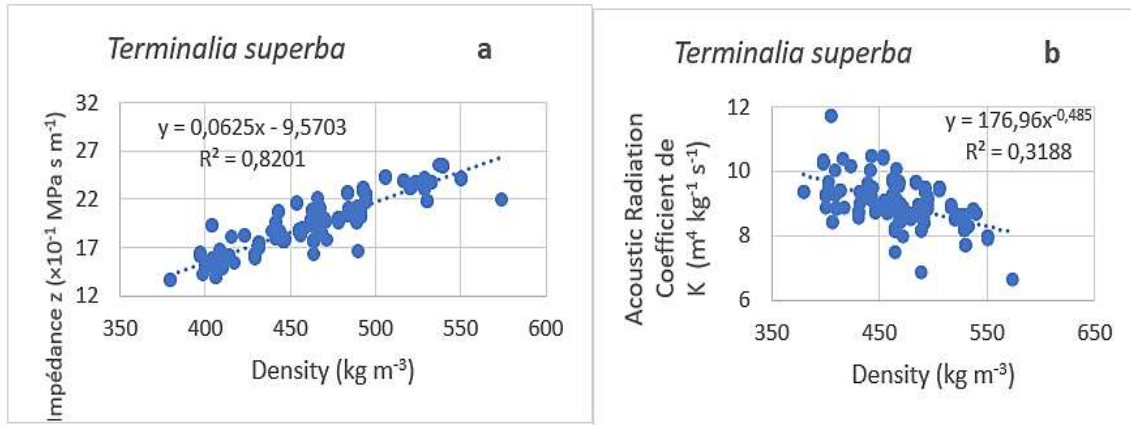 Terminalia superba a
y = 0,0625x - 9,5703
R² = 0,8201
Impédance z (×10⁻¹ MPa s m⁻¹)
32
27
22
17
12
350 400 450 500 550 600
Density (kg m⁻³)
Terminalia superba b
y = 176,96x⁻⁰,⁴⁸⁵
R² = 0,3188
Acoustic Radiation
Coefficient de
K (m⁴ kg⁻¹ s⁻¹)
12
10
8
6
350 450 550 650
Density (kg m⁻³)